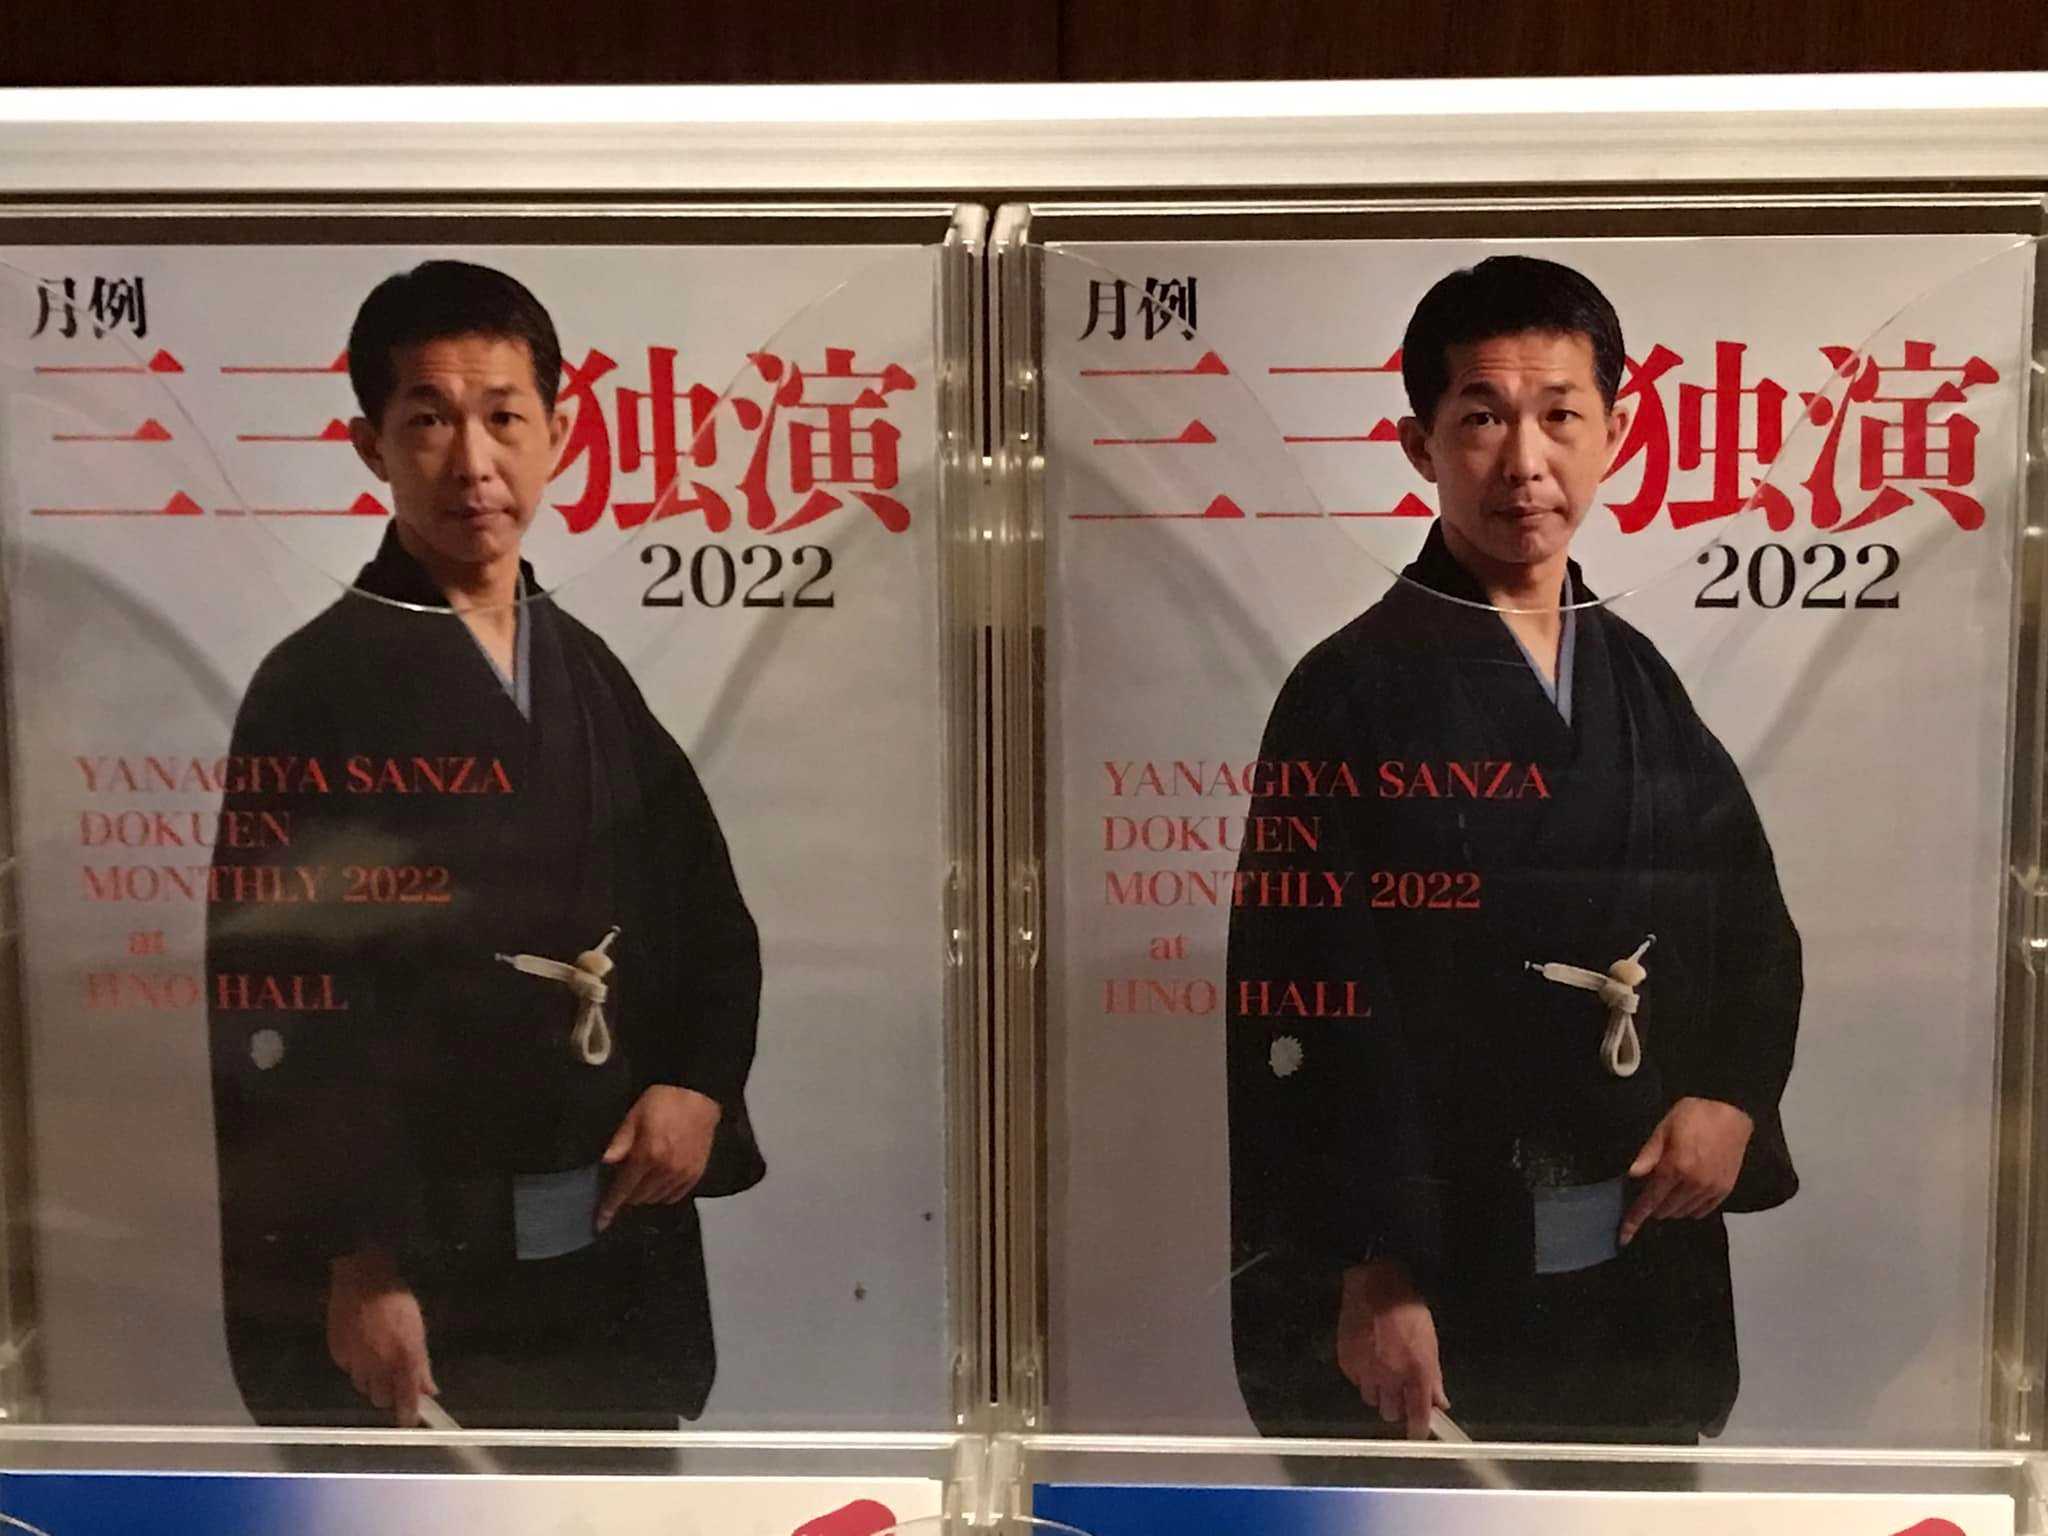 月例
三三独演
2022
YANAGIYA SANZA
DOKUEN
MONTHLY 2022
at
IINO HALL
月例
三三独演
2022
YANAGIYA SANZA
DOKUEN
MONTHLY 2022
at
IINO HALL